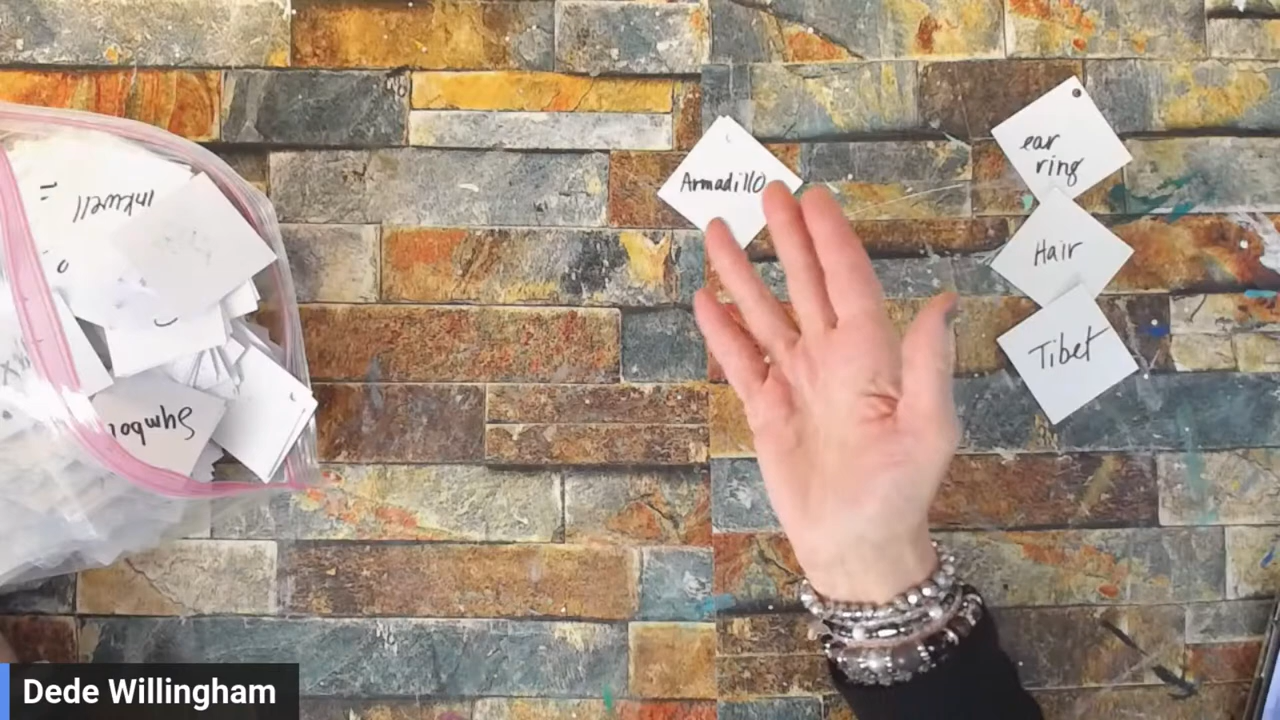 Inkwell
Symbol
Armadillo
ear
ring
Hair
Tibet
Dede Willingham